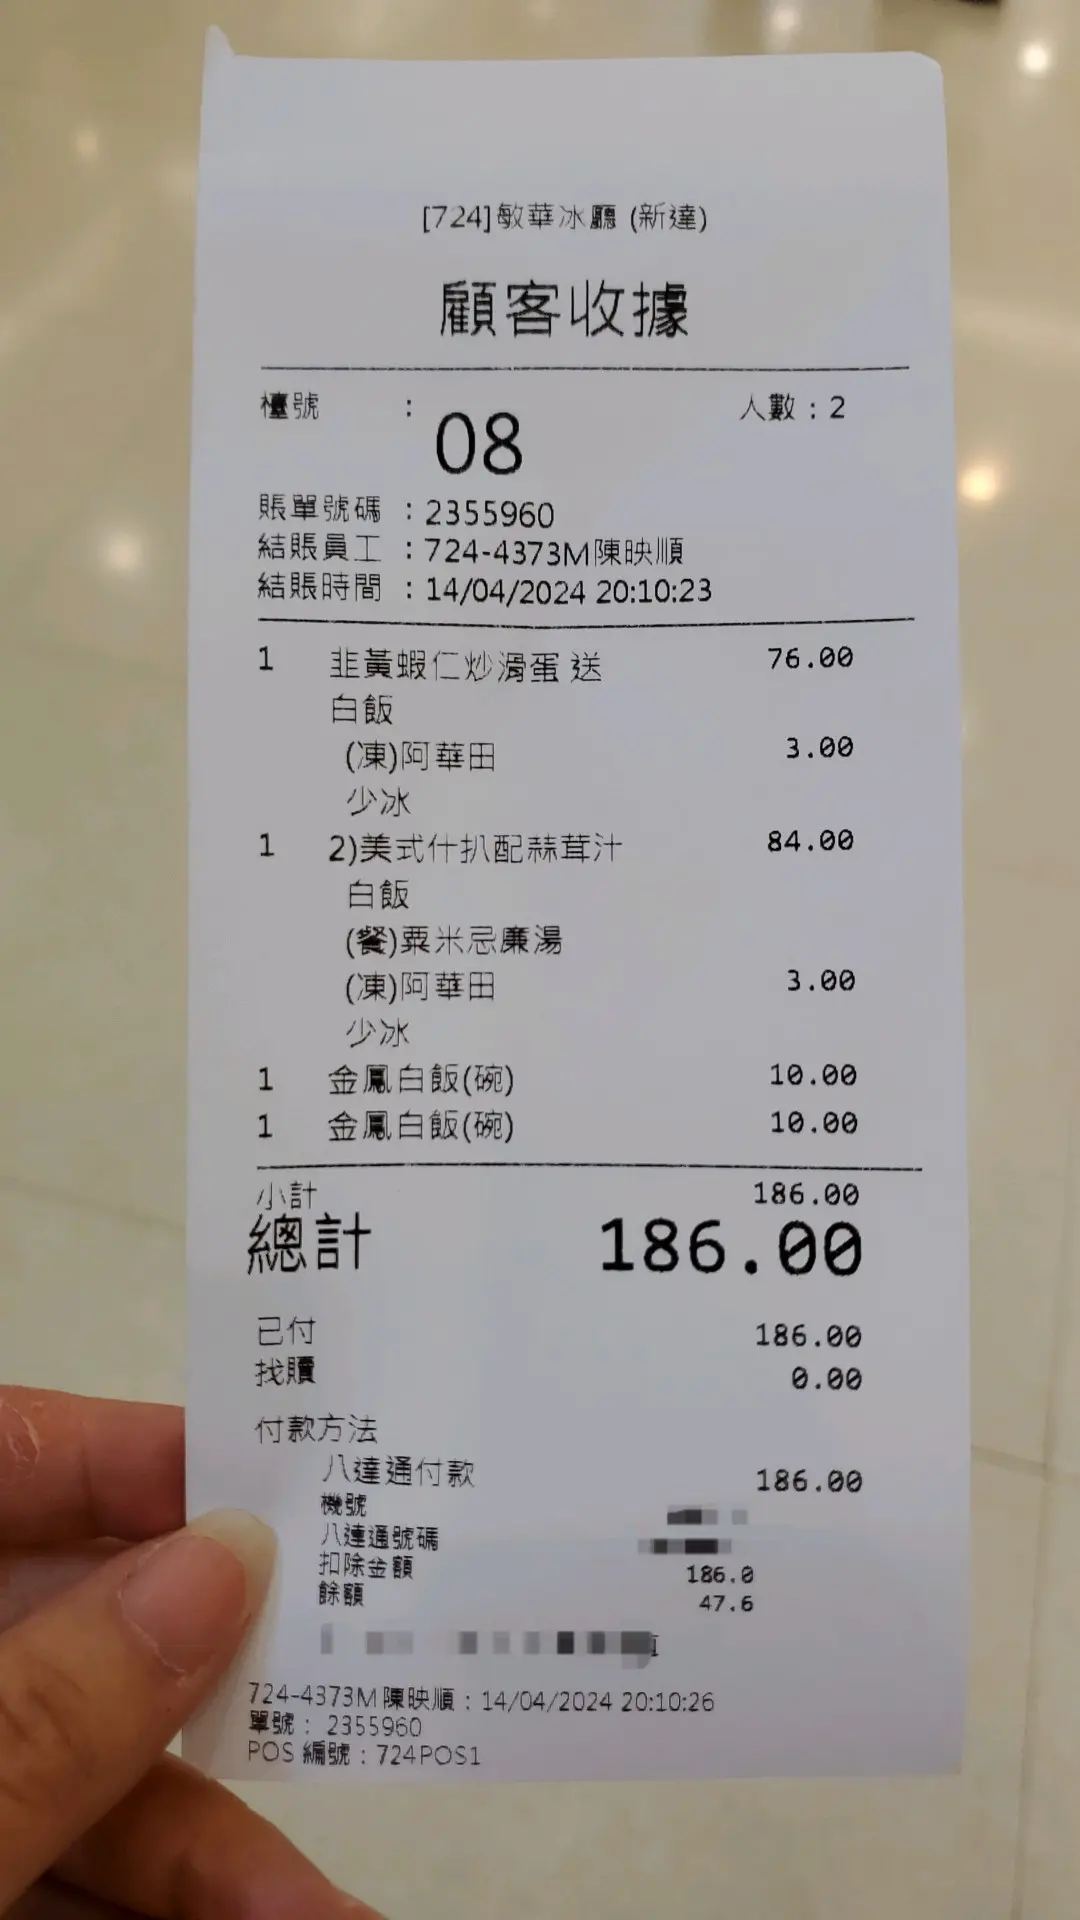 [724]敏華冰廳 (新達)
顧客收據
檯號 : 08 人數 : 2
賬單號碼 : 2355960
結賬員工 : 724-4373M陳映順
結賬時間 : 14/04/2024 20:10:23
1 韭黃蝦仁炒滑蛋 送 76.00
白飯
(凍)阿華田 3.00
少冰
1 2)美式什扒配蒜茸汁 84.00
白飯
(餐)粟米忌廉湯
(凍)阿華田 3.00
少冰
1 金鳳白飯(碗) 10.00
1 金鳳白飯(碗) 10.00
小計 186.00
總計 186.00
已付 186.00
找贖 0.00
付款方法
八達通付款 186.00
機號
八達通號碼
扣除金額 186.0
餘額 47.6
724-4373M陳映順 : 14/04/2024 20:10:26
單號 : 2355960
POS 編號 : 724POS1